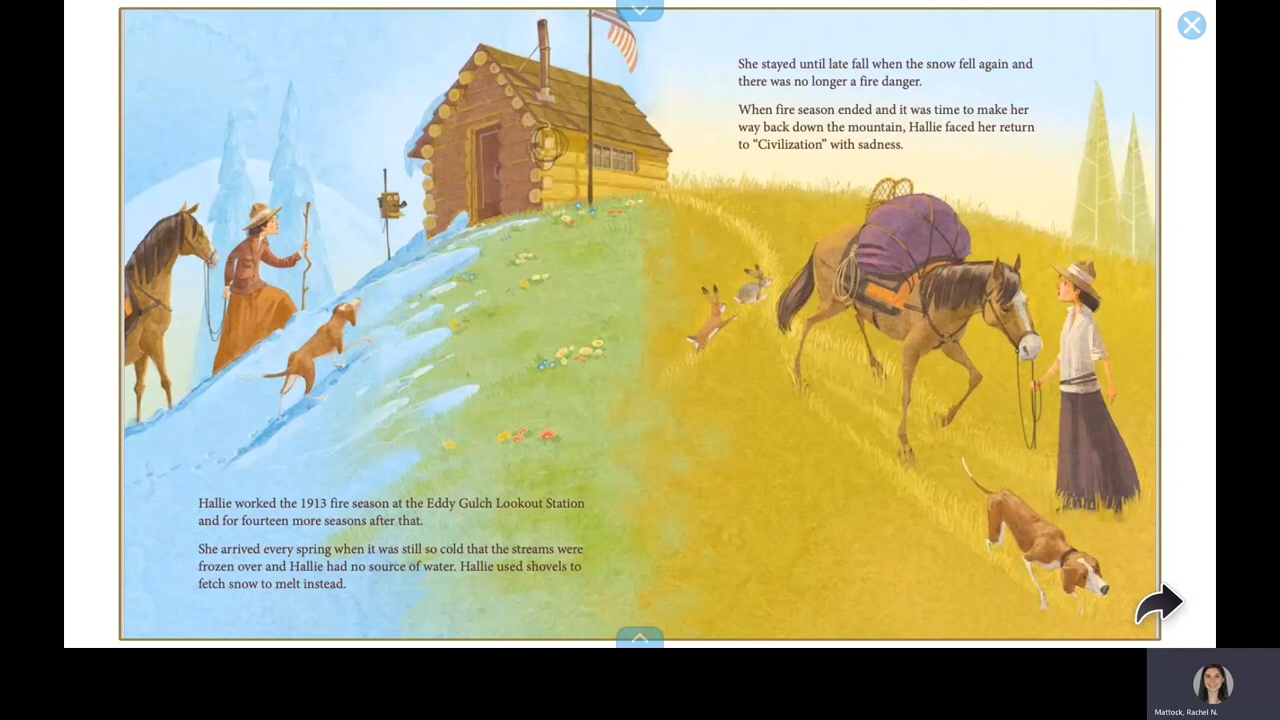 Hallie worked the 1913 fire season at the Eddy Gulch Lookout Station
and for fourteen more seasons after that.
She arrived every spring when it was still so cold that the streams were
frozen over and Hallie had no source of water. Hallie used shovels to
fetch snow to melt instead.
She stayed until late fall when the snow fell again and
there was no longer a fire danger.
When fire season ended and it was time to make her
way back down the mountain, Hallie faced her return
to “Civilization” with sadness.
Mattock, Rachel N.